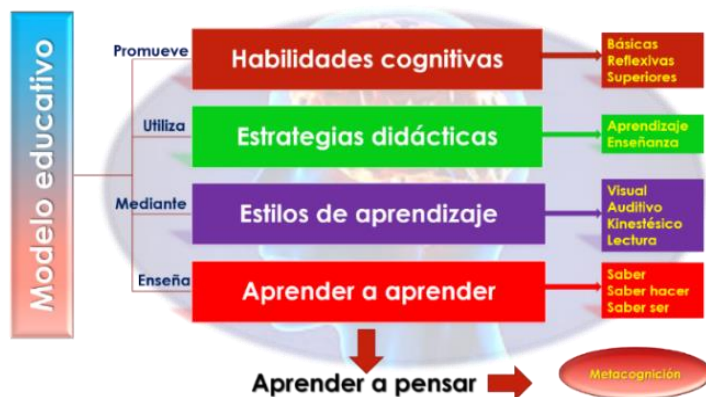 Modelo educativo
Promueve
Habilidades cognitivas
Básicas
Reflexivas
Superiores
Utiliza
Estrategias didácticas
Aprendizaje
Enseñanza
Mediante
Estilos de aprendizaje
Visual
Auditivo
Kinestésico
Lectura
Enseña
Aprender a aprender
Saber
Saber hacer
Saber ser
Aprender a pensar
Metacognición